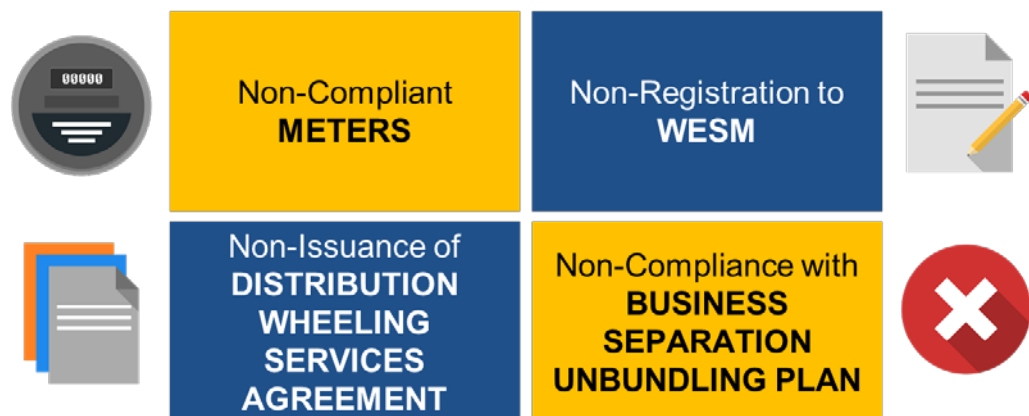 00000
Non-Compliant
METERS
Non-Registration to
WESM
Non-Issuance of
DISTRIBUTION
WHEELING
SERVICES
AGREEMENT
Non-Compliance with
BUSINESS
SEPARATION
UNBUNDLING PLAN